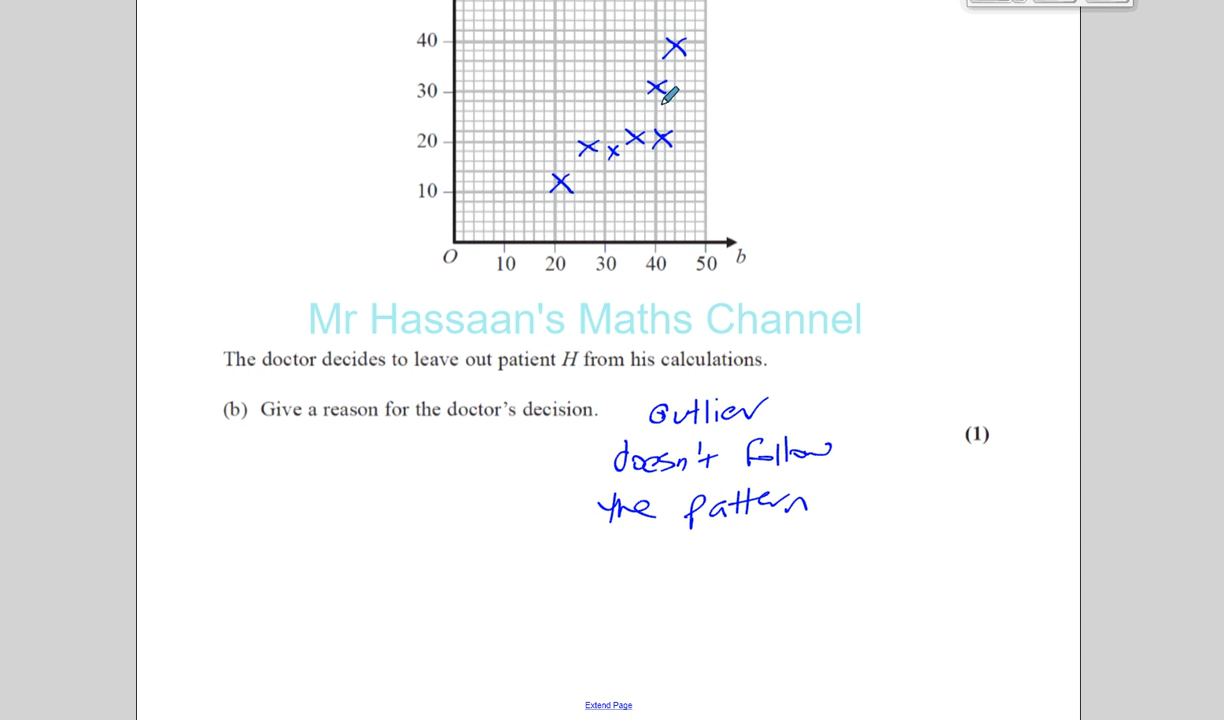 40
30
20
10
O
10 20 30 40 50 b
Mr Hassaan's Maths Channel
The doctor decides to leave out patient H from his calculations.
(b) Give a reason for the doctor's decision.
outlier
(1)
doesn't follow
the pattern
Extend Page